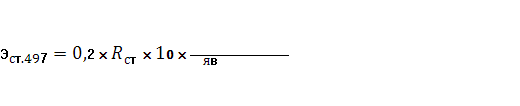 Эст.497 = 0,2 × Rст × 10 × ―――
яв